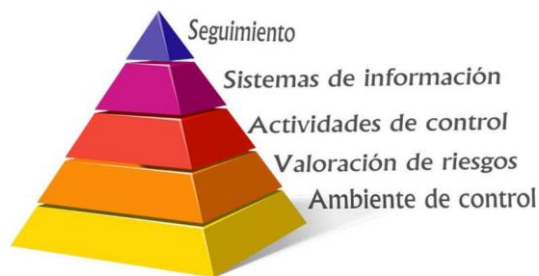 Seguimiento
Sistemas de información
Actividades de control
Valoración de riesgos
Ambiente de control